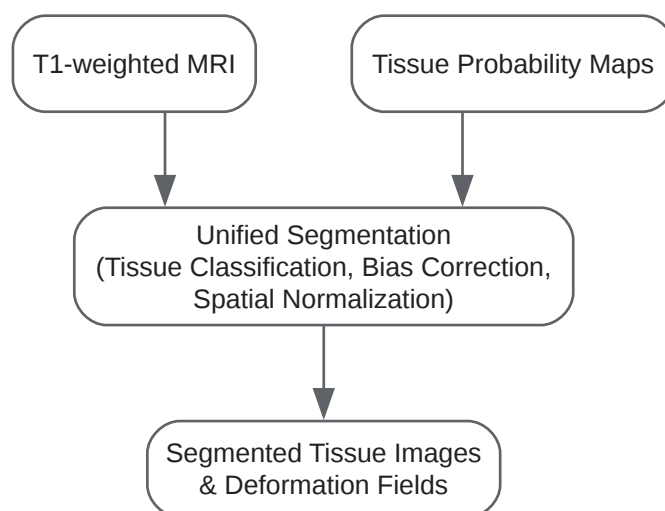 T1-weighted MRI
Tissue Probability Maps
Unified Segmentation
(Tissue Classification, Bias Correction,
Spatial Normalization)
Segmented Tissue Images
& Deformation Fields